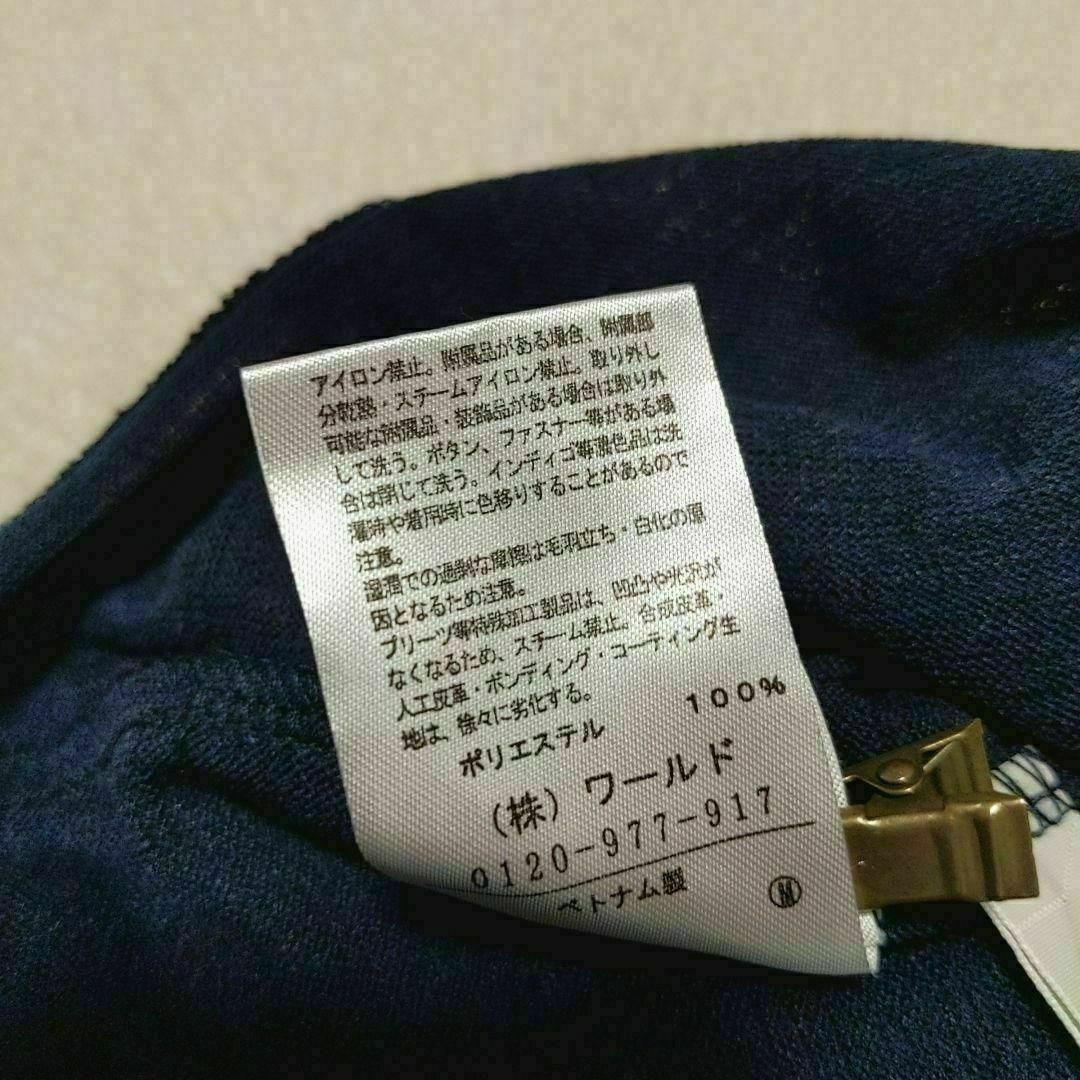 アイロン禁止。附属品がある場合、附属部
分乾熱・スチームアイロン禁止。取り外し
可能な附属品・装飾品がある場合は取り外
して洗う。ボタン、ファスナー等がある場
合は閉じて洗う。インディゴ等濃色品は洗
濯時や着用時に色移りすることがあるので
注意。
湿潤での過剰な摩擦は毛羽立ち・白化の原
因となるため注意。
プリーツ等特殊加工製品は、凹凸や光沢が
なくなるため、スチーム禁止。合成皮革・
人工皮革・ボンディング・コーティング生
地は、徐々に劣化する。
ポリエステル 100%
(株)ワールド
0120-977-917
ベトナム製 Ⓜ